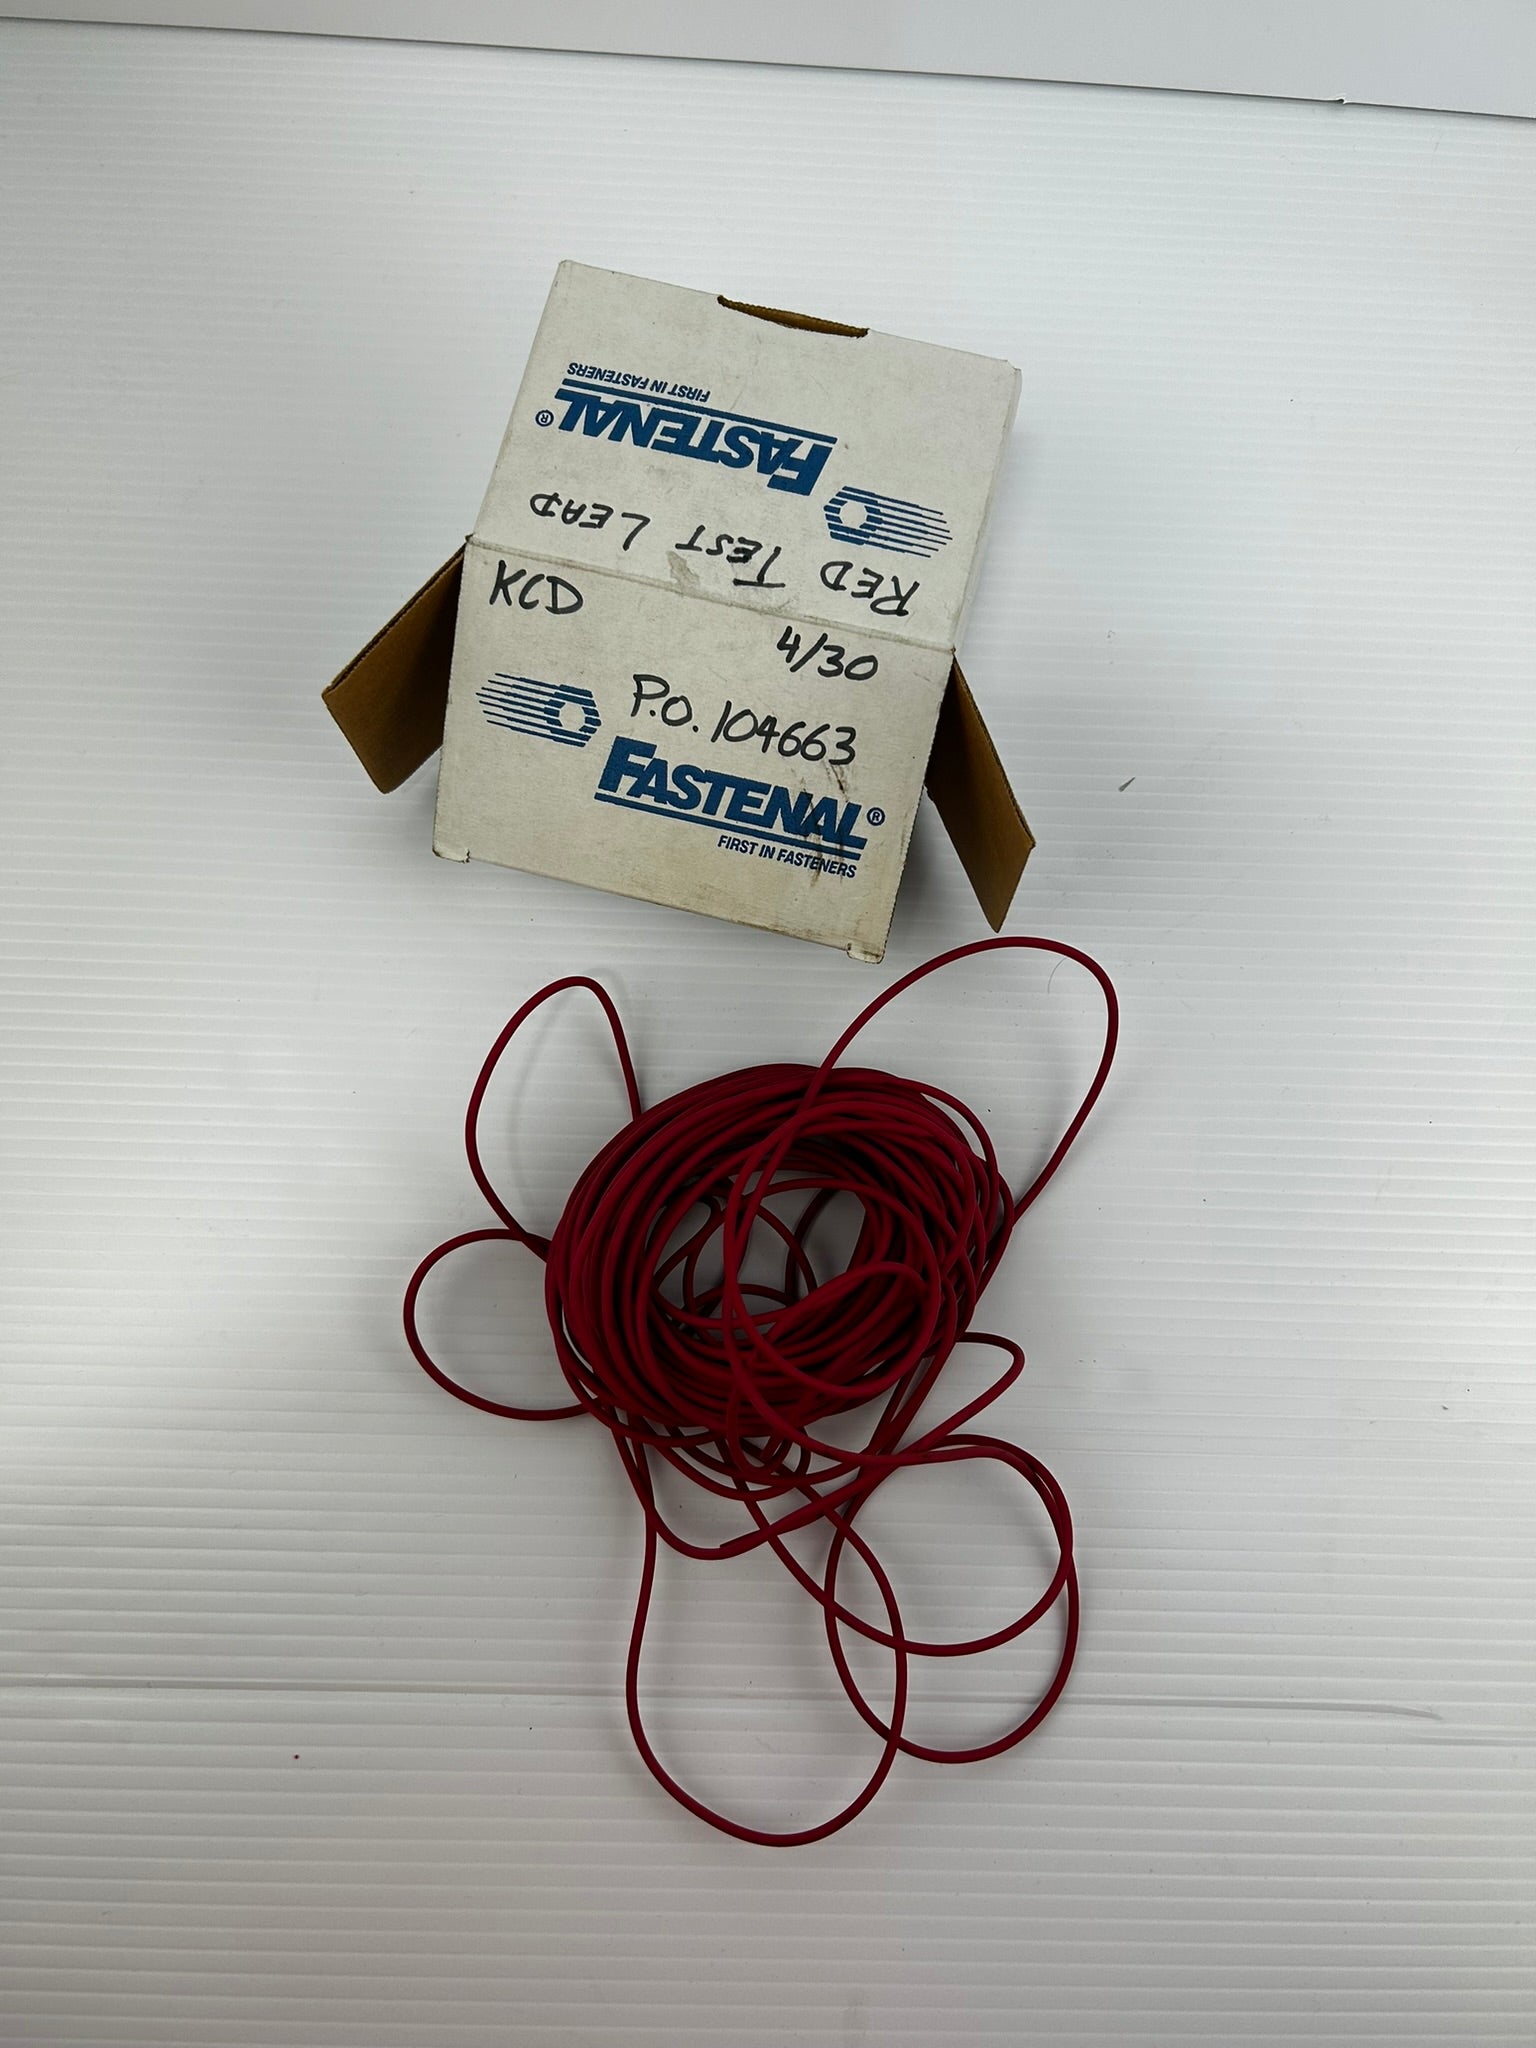 FASTENAL®
FIRST IN FASTENERS
RED TEST LEAD
KCD
4/30
P.O. 104663
FASTENAL®
FIRST IN FASTENERS